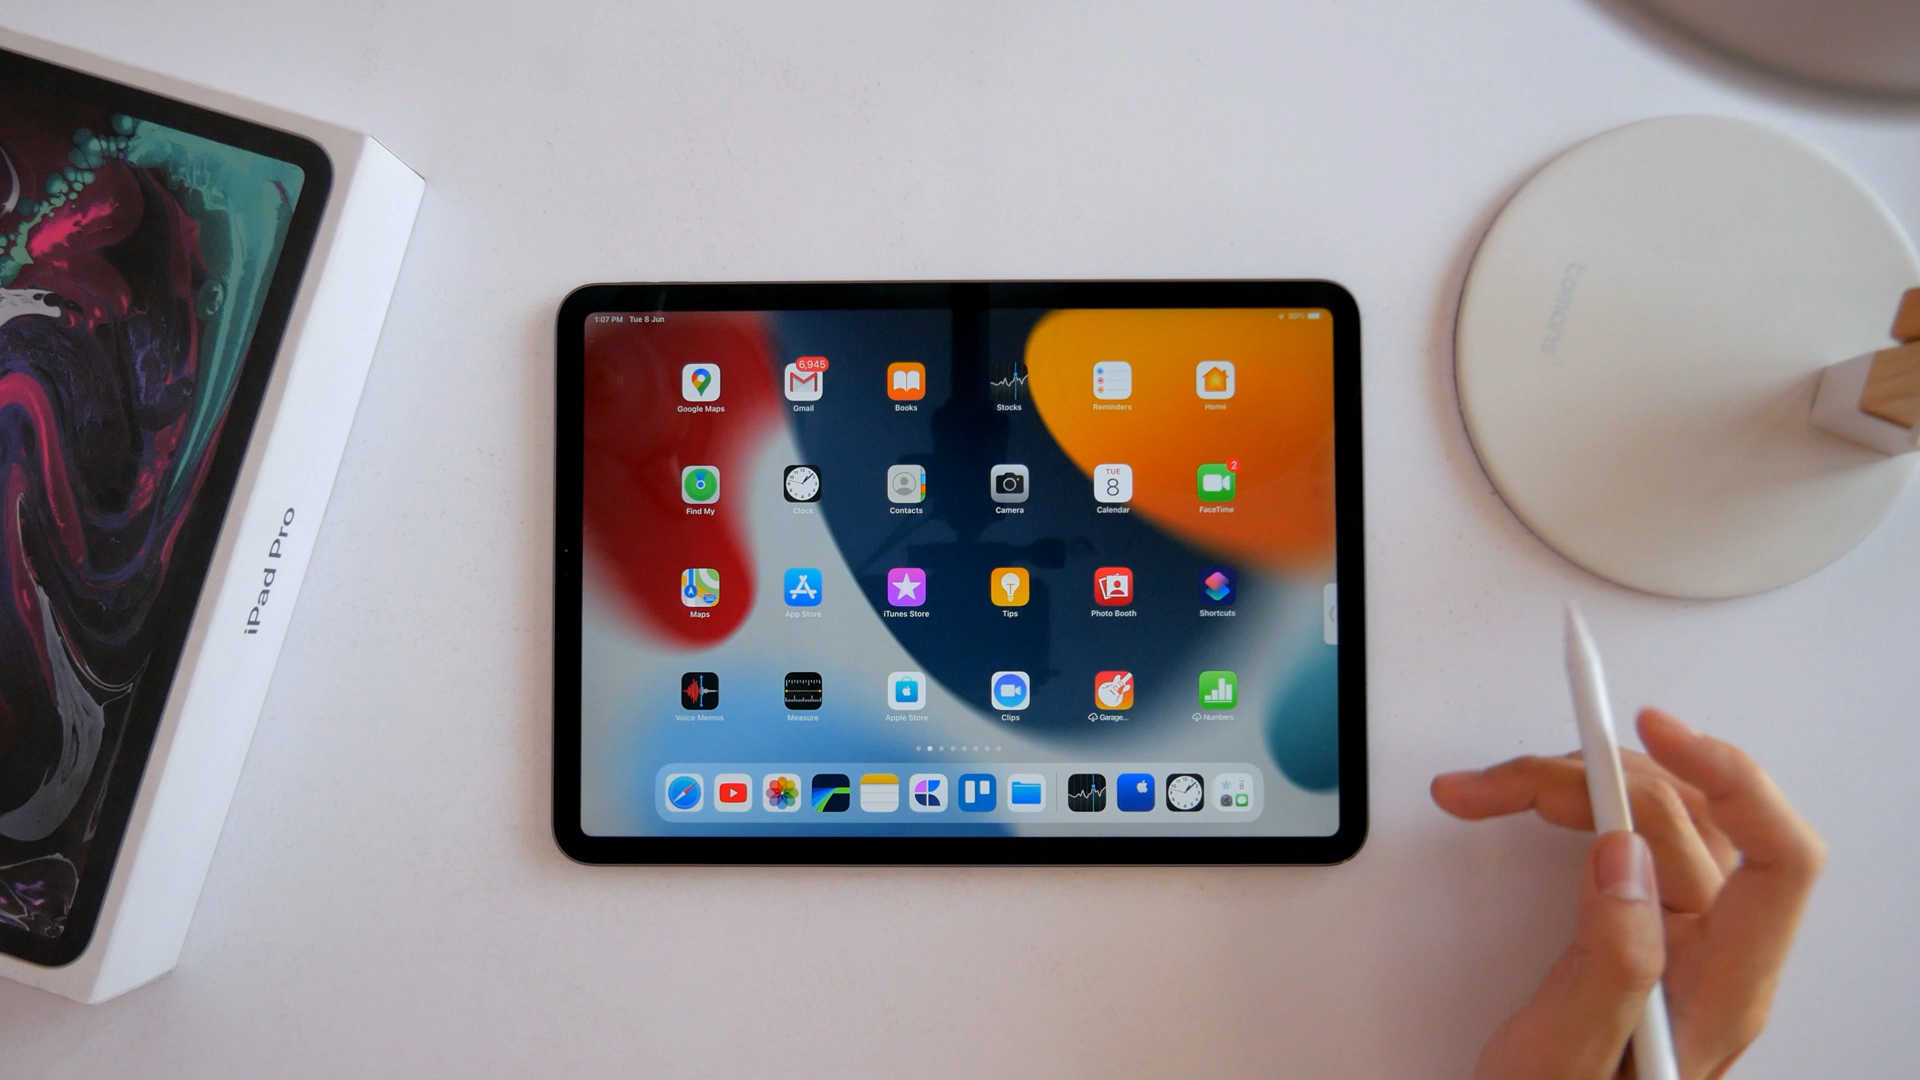 iPad Pro
1:07 PM Tue 8 Jun
90%
6,945
Google Maps
Gmail
Books
Stocks
Reminders
Home
TUE
8
2
Find My
Clock
Contacts
Camera
Calendar
FaceTime
Maps
App Store
iTunes Store
Tips
Photo Booth
Shortcuts
Voice Memos
Measure
Apple Store
Clips
Garage...
Numbers
tomons